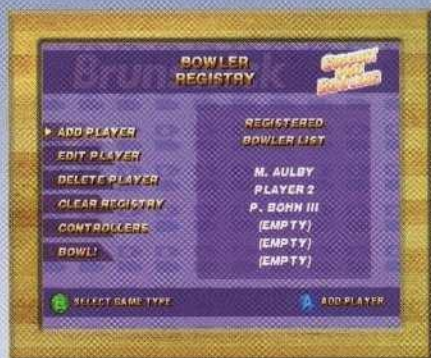 Brunswick
BOWLER
REGISTRY
ADD PLAYER
EDIT PLAYER
DELETE PLAYER
CLEAR REGISTRY
CONTROLLERS
BOWL!
REGISTERED
BOWLER LIST
M. AULBY
PLAYER 2
P. BOHN III
(EMPTY)
(EMPTY)
(EMPTY)
B SELECT GAME TYPE
A ADD PLAYER